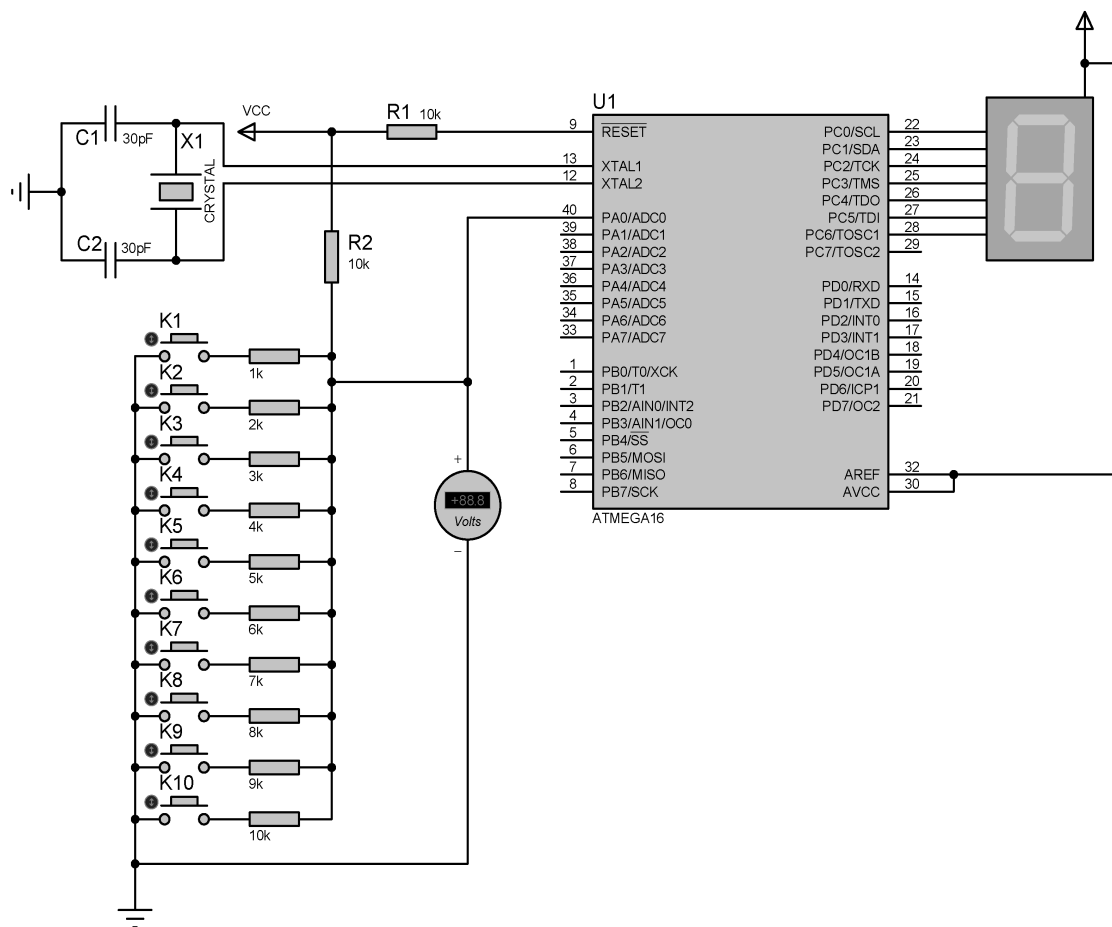 U1
VCC
R1 10k
C1 30pF
X1
CRYSTAL
C2 30pF
R2
10k
9 RESET
13 XTAL1
12 XTAL2
40 PA0/ADC0
39 PA1/ADC1
38 PA2/ADC2
37 PA3/ADC3
36 PA4/ADC4
35 PA5/ADC5
34 PA6/ADC6
33 PA7/ADC7
1 PB0/T0/XCK
2 PB1/T1
3 PB2/AIN0/INT2
4 PB3/AIN1/OC0
5 PB4/SS
6 PB5/MOSI
7 PB6/MISO
8 PB7/SCK
PC0/SCL 22
PC1/SDA 23
PC2/TCK 24
PC3/TMS 25
PC4/TDO 26
PC5/TDI 27
PC6/TOSC1 28
PC7/TOSC2 29
PD0/RXD 14
PD1/TXD 15
PD2/INT0 16
PD3/INT1 17
PD4/OC1B 18
PD5/OC1A 19
PD6/ICP1 20
PD7/OC2 21
AREF 32
AVCC 30
ATMEGA16
K1
1k
K2
2k
K3
3k
K4
4k
K5
5k
K6
6k
K7
7k
K8
8k
K9
9k
K10
10k
+
+88.8
Volts
−